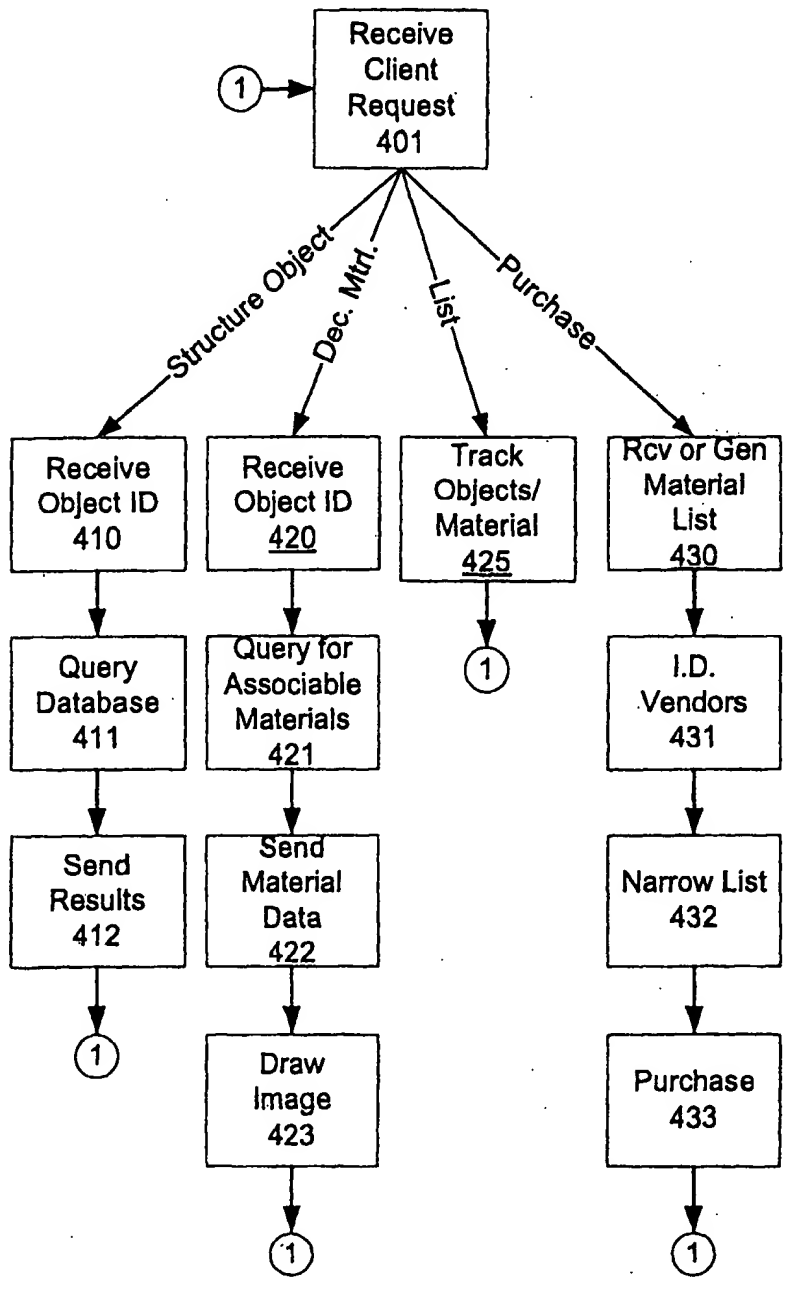 Receive
Client
Request
401
1
Structure Object
Dec. Mtrl.
List
Purchase
Receive
Object ID
410
Query
Database
411
Send
Results
412
1
Receive
Object ID
420
Query for
Associable
Materials
421
Send
Material
Data
422
Draw
Image
423
1
Track
Objects/
Material
425
1
Rcv or Gen
Material
List
430
I.D.
Vendors
431
Narrow List
432
Purchase
433
1